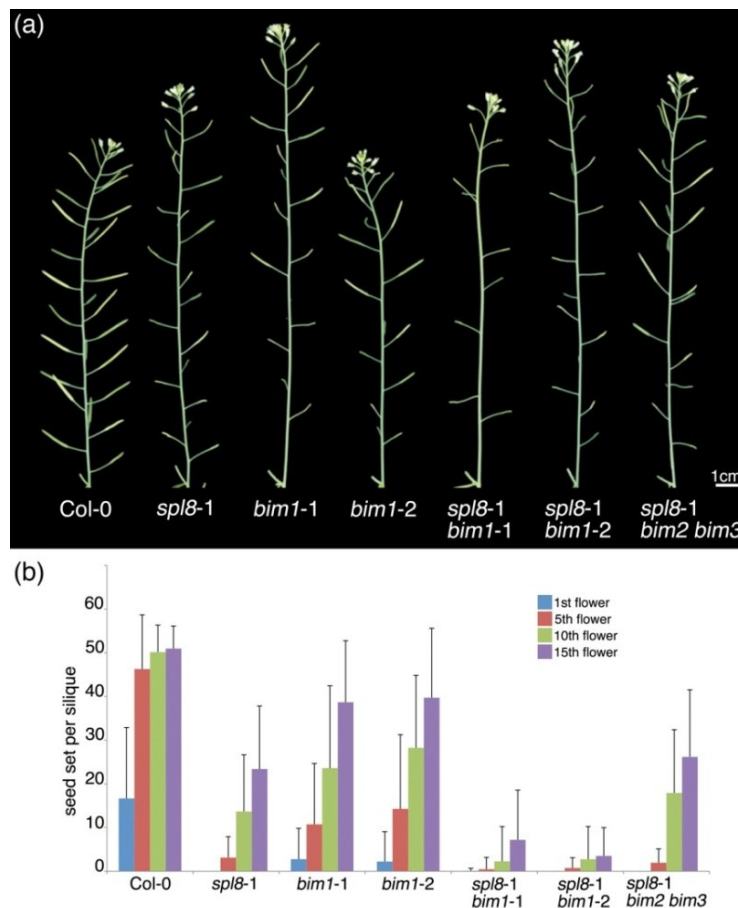 (a)
1cm
Col-0 spl8-1 bim1-1 bim1-2 spl8-1 spl8-1 spl8-1
bim1-1 bim1-2 bim2 bim3
(b)
60
50
40
30
20
10
0
seed set per silique
1st flower
5th flower
10th flower
15th flower
Col-0 spl8-1 bim1-1 bim1-2 spl8-1 spl8-1 spl8-1
bim1-1 bim1-2 bim2 bim3